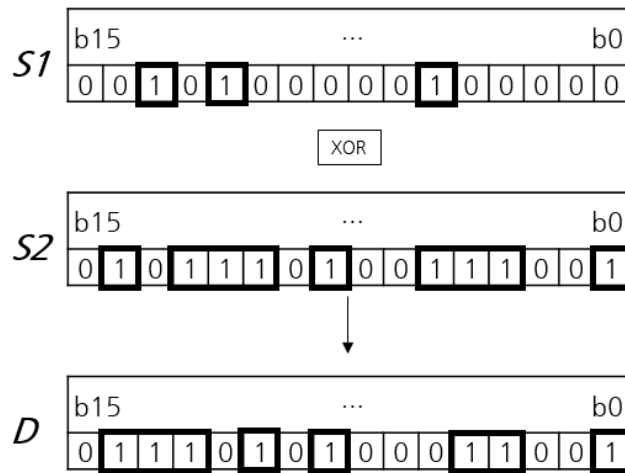 b15 ... b0
S1
0 0 1 0 1 0 0 0 0 0 1 0 0 0 0 0
XOR
b15 ... b0
S2
0 1 0 1 1 1 0 1 0 0 1 1 1 0 0 1
b15 ... b0
D
0 1 1 1 0 1 0 1 0 0 0 1 1 0 0 1